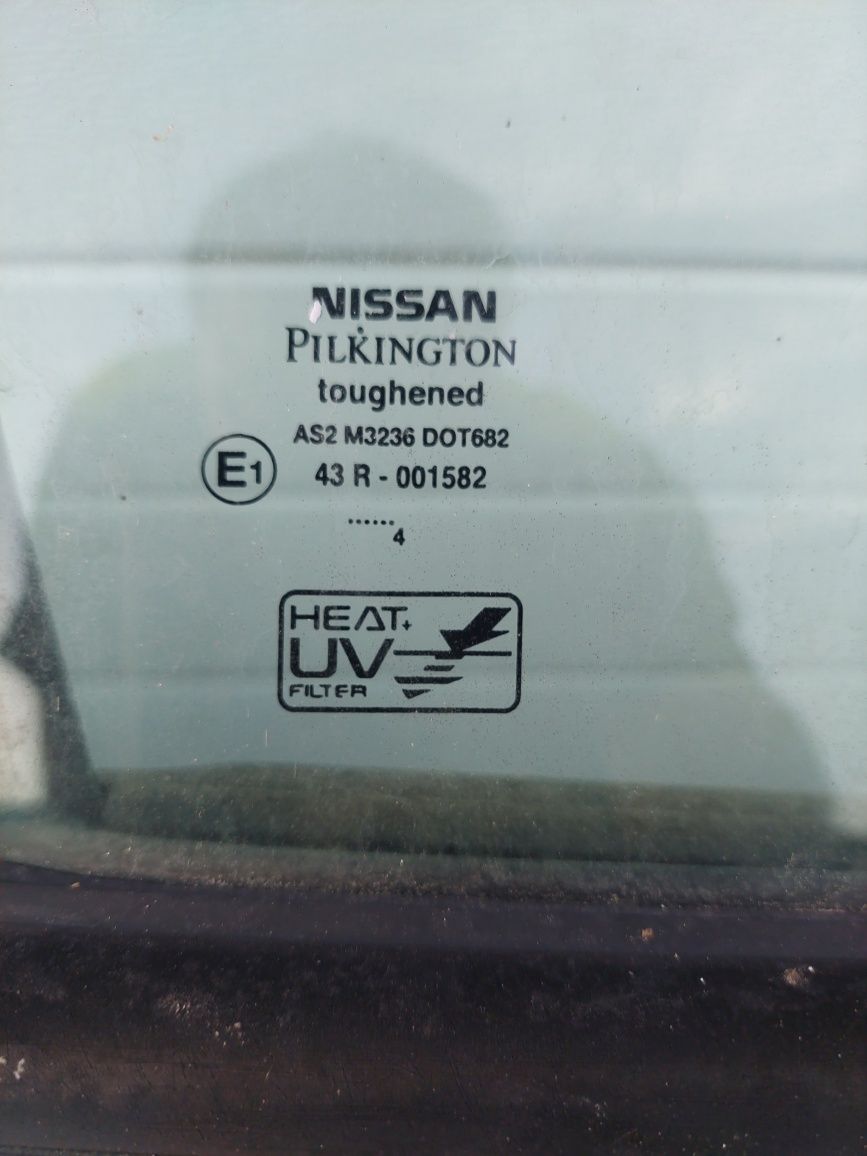 NISSAN
PILKINGTON
toughened
AS2 M3236 DOT682
E1
43 R - 001582
......
4
HEAT+
UV
FILTER